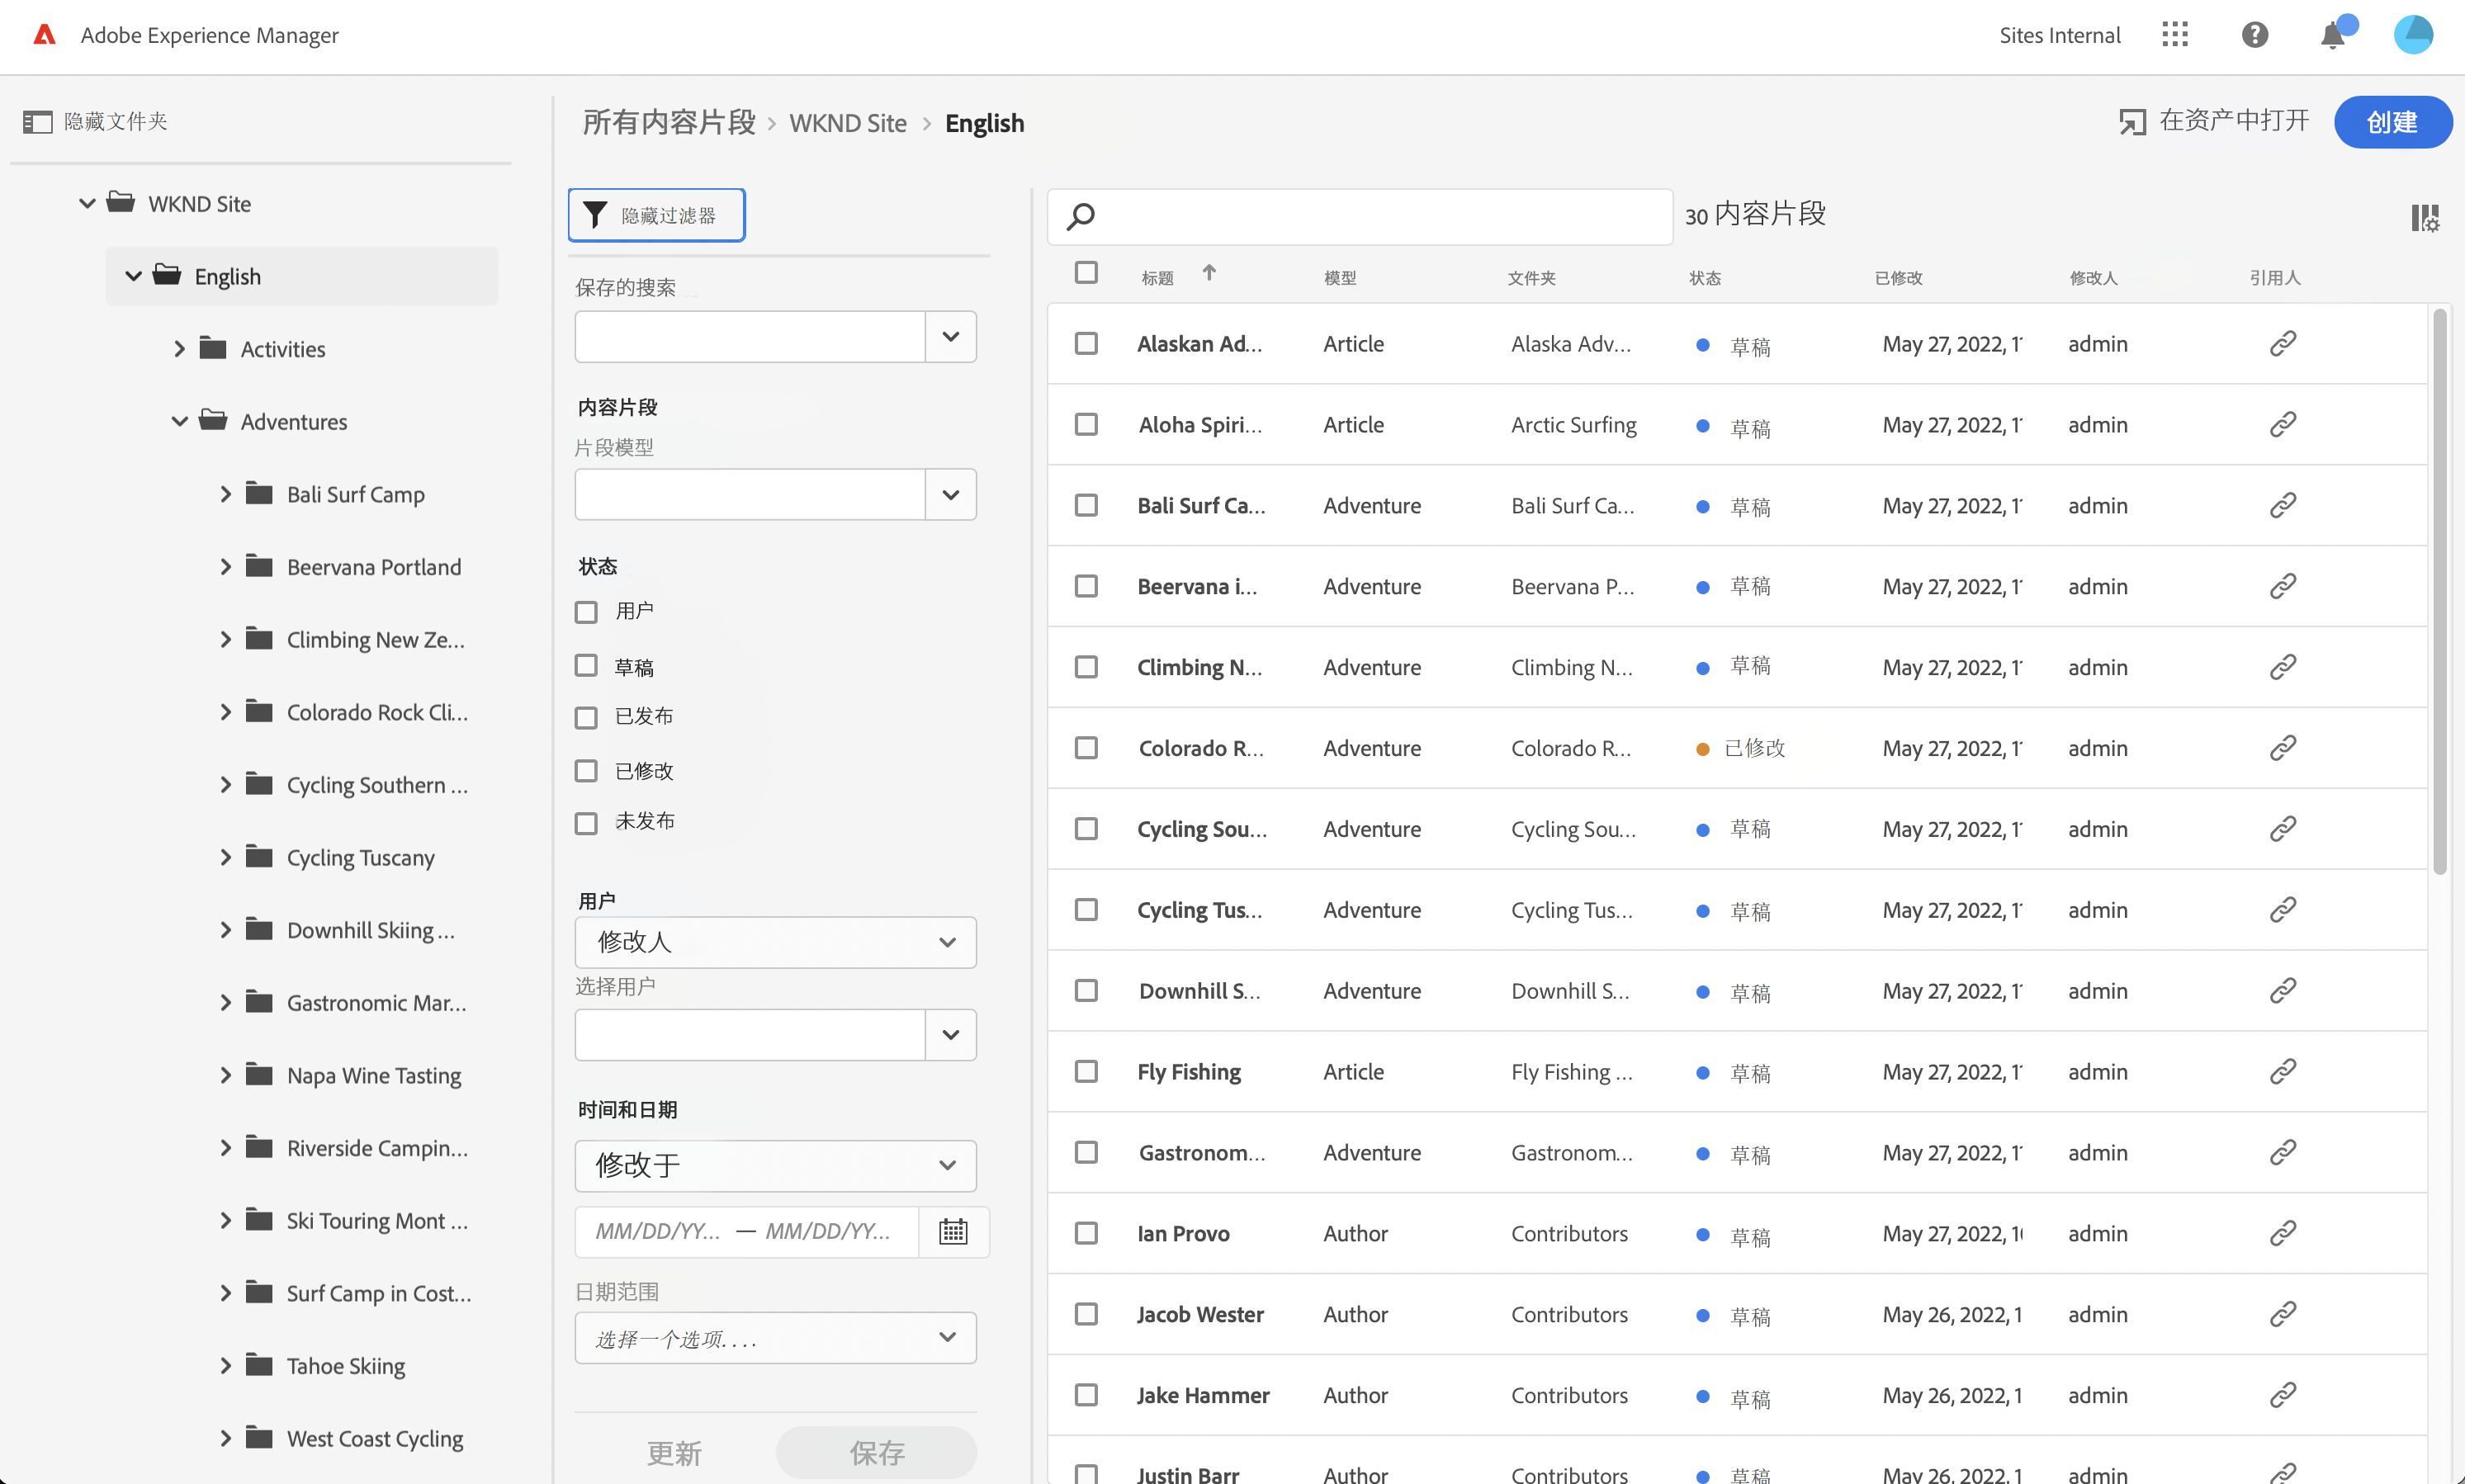 Adobe Experience Manager
Sites Internal
隐藏文件夹
WKND Site
English
Activities
Adventures
Bali Surf Camp
Beervana Portland
Climbing New Ze...
Colorado Rock Cli...
Cycling Southern ...
Cycling Tuscany
Downhill Skiing ...
Gastronomic Mar...
Napa Wine Tasting
Riverside Campin...
Ski Touring Mont ...
Surf Camp in Cost...
Tahoe Skiing
West Coast Cycling
所有内容片段 > WKND Site > English
在资产中打开
创建
隐藏过滤器
保存的搜索
内容片段
片段模型
状态
用户
草稿
已发布
已修改
未发布
用户
修改人
选择用户
时间和日期
修改于
MM/DD/YY... — MM/DD/YY...
日期范围
选择一个选项....
更新
保存
30 内容片段
标题 模型 文件夹 状态 已修改 修改人 引用人
Alaskan Ad... Article Alaska Adv... 草稿 May 27, 2022, 1 admin
Aloha Spiri... Article Arctic Surfing 草稿 May 27, 2022, 1 admin
Bali Surf Ca... Adventure Bali Surf Ca... 草稿 May 27, 2022, 1 admin
Beervana i... Adventure Beervana P... 草稿 May 27, 2022, 1 admin
Climbing N... Adventure Climbing N... 草稿 May 27, 2022, 1 admin
Colorado R... Adventure Colorado R... 已修改 May 27, 2022, 1 admin
Cycling Sou... Adventure Cycling Sou... 草稿 May 27, 2022, 1 admin
Cycling Tus... Adventure Cycling Tus... 草稿 May 27, 2022, 1 admin
Downhill S... Adventure Downhill S... 草稿 May 27, 2022, 1 admin
Fly Fishing Article Fly Fishing ... 草稿 May 27, 2022, 1 admin
Gastronom... Adventure Gastronom... 草稿 May 27, 2022, 1 admin
Ian Provo Author Contributors 草稿 May 27, 2022, 1 admin
Jacob Wester Author Contributors 草稿 May 26, 2022, 1 admin
Jake Hammer Author Contributors 草稿 May 26, 2022, 1 admin
Justin Barr Author Contributors 草稿 May 26, 2022, 1 admin